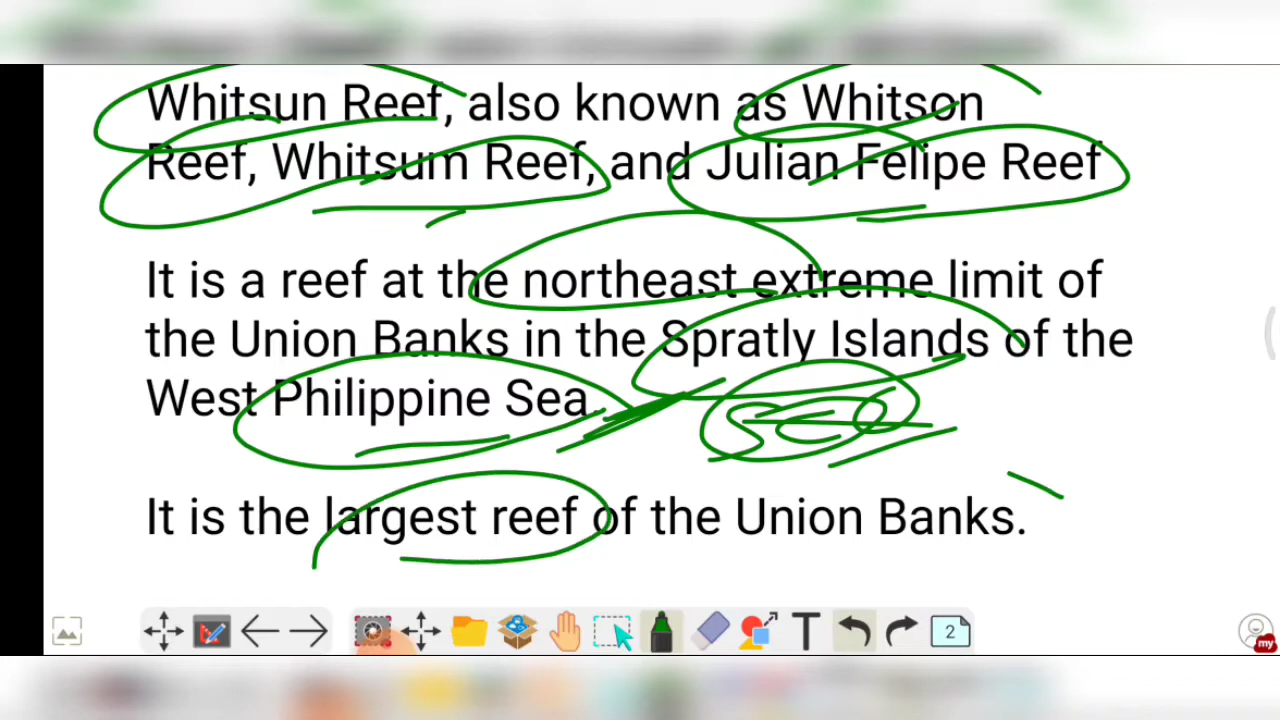 Whitsun Reef, also known as Whitson
Reef, Whitsum Reef, and Julian Felipe Reef
It is a reef at the northeast extreme limit of
the Union Banks in the Spratly Islands of the
West Philippine Sea.
It is the largest reef of the Union Banks.
T
2
my